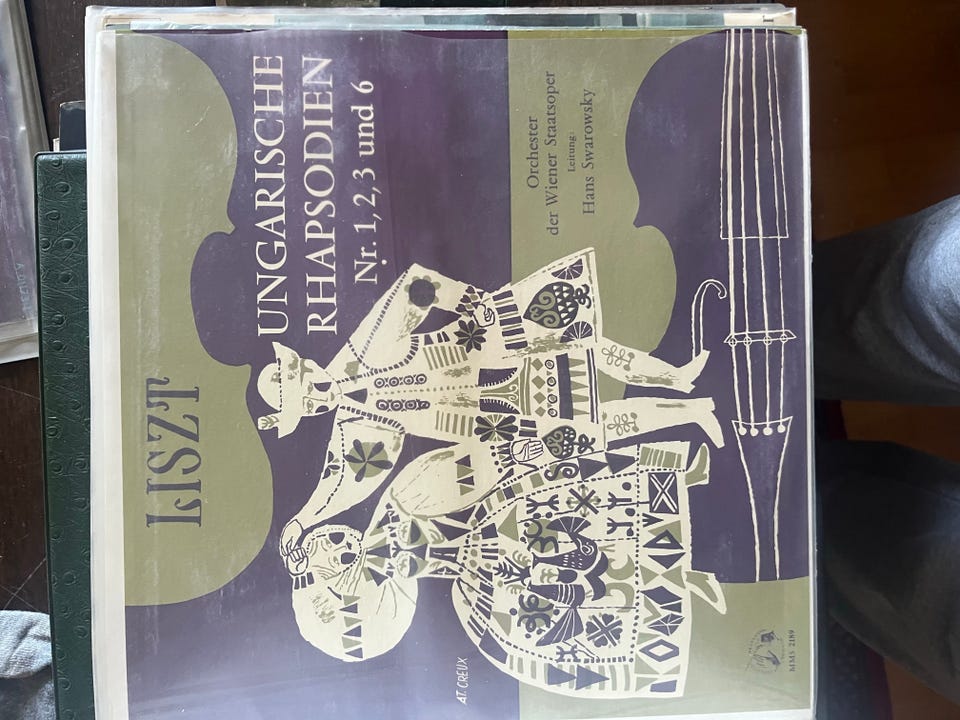 LISZT
UNGARISCHE
RHAPSODIEN
Nr. 1, 2, 3 und 6
Orchester
der Wiener Staatsoper
Leitung:
Hans Swarowsky
AT. CREUX
MMS 2189